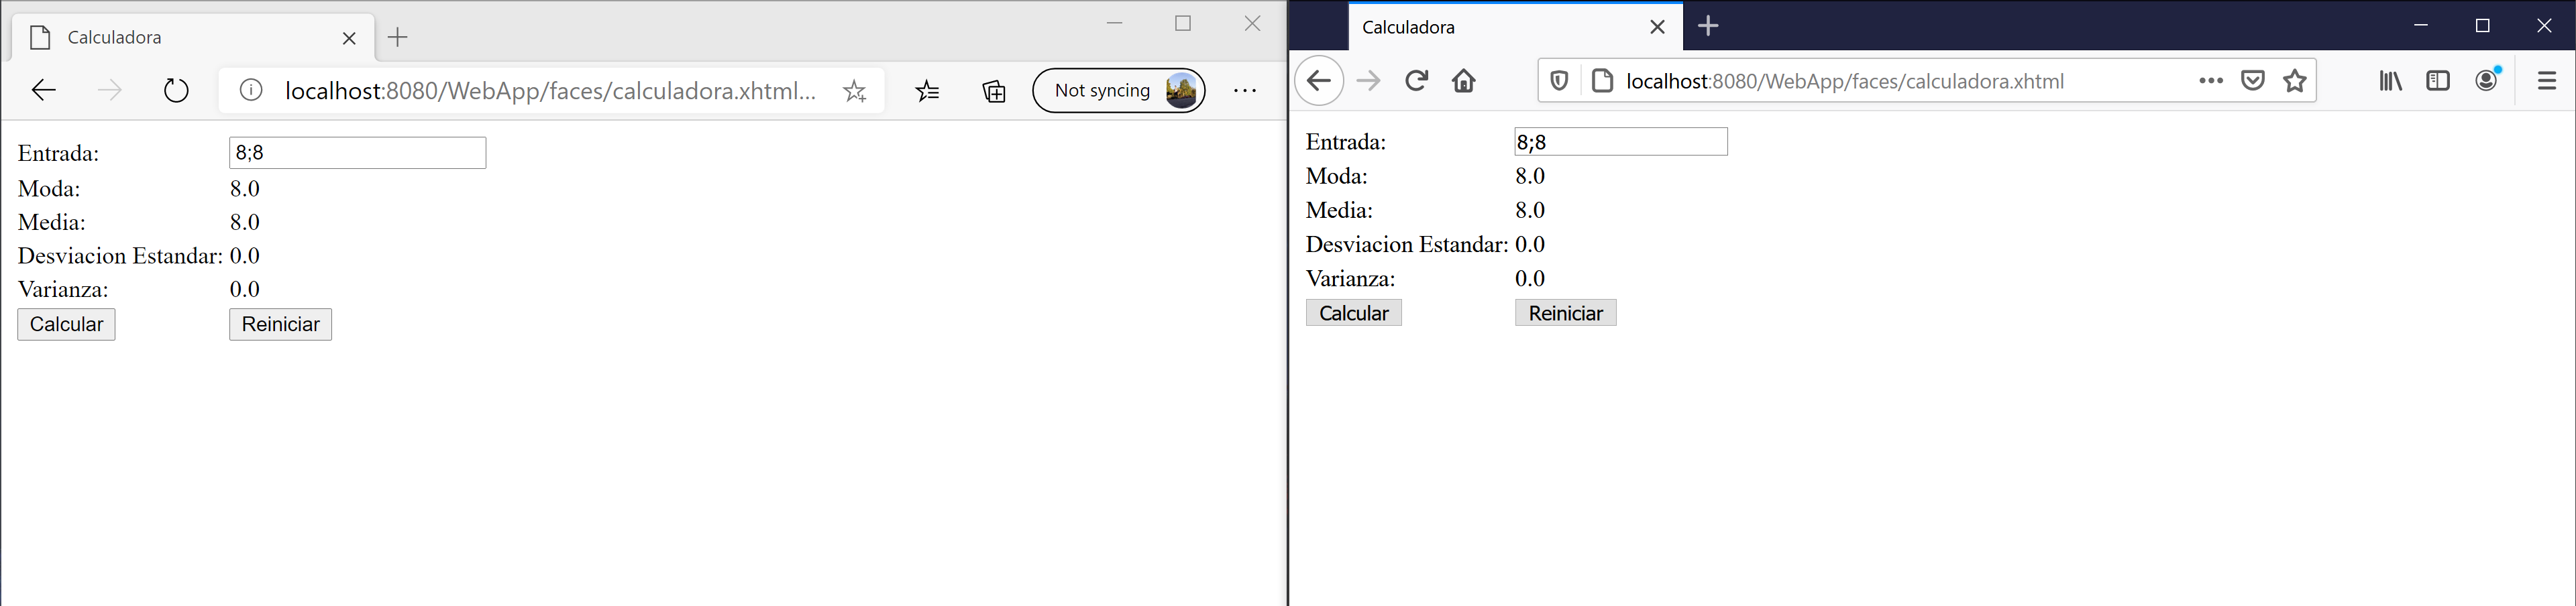 Calculadora
localhost:8080/WebApp/faces/calculadora.xhtml...
Not syncing
Entrada: 8;8
Moda: 8.0
Media: 8.0
Desviacion Estandar: 0.0
Varianza: 0.0
Calcular Reiniciar
Calculadora
localhost:8080/WebApp/faces/calculadora.xhtml
Entrada: 8;8
Moda: 8.0
Media: 8.0
Desviacion Estandar: 0.0
Varianza: 0.0
Calcular Reiniciar